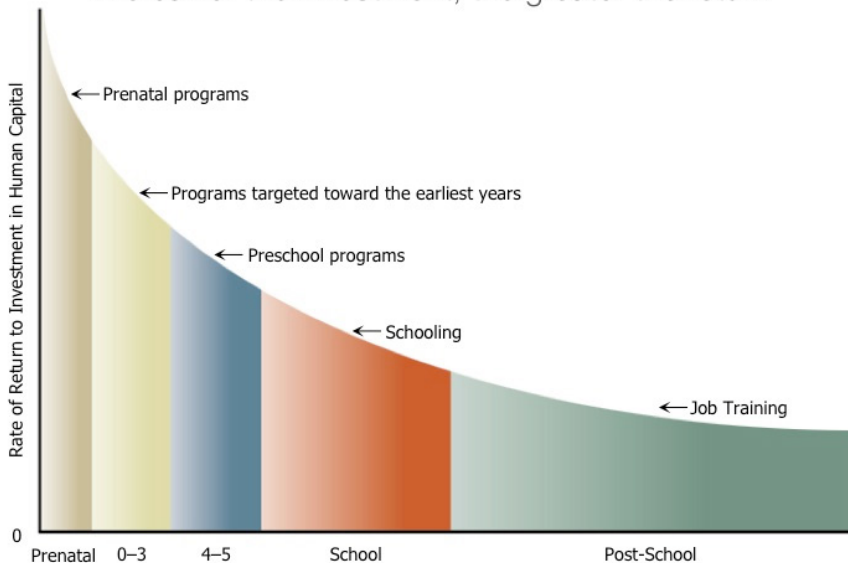 Prenatal programs
Programs targeted toward the earliest years
Preschool programs
Schooling
Job Training
Rate of Return to Investment in Human Capital
0
Prenatal 0–3 4–5 School Post-School